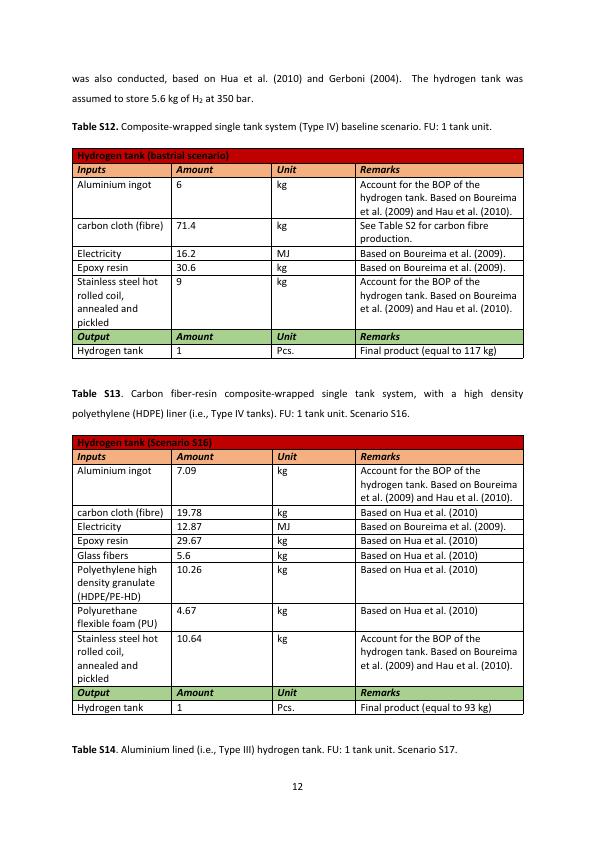 was also conducted, based on Hua et al. (2010) and Gerboni (2004). The hydrogen tank was
assumed to store 5.6 kg of H₂ at 350 bar.
Table S12. Composite-wrapped single tank system (Type IV) baseline scenario. FU: 1 tank unit.
Hydrogen tank (bastrial scenario)
Inputs Amount Unit Remarks
Aluminium ingot 6 kg Account for the BOP of the
hydrogen tank. Based on Boureima
et al. (2009) and Hau et al. (2010).
carbon cloth (fibre) 71.4 kg See Table S2 for carbon fibre
production.
Electricity 16.2 MJ Based on Boureima et al. (2009).
Epoxy resin 30.6 kg Based on Boureima et al. (2009).
Stainless steel hot 9 kg Account for the BOP of the
rolled coil, hydrogen tank. Based on Boureima
annealed and et al. (2009) and Hau et al. (2010).
pickled
Output Amount Unit Remarks
Hydrogen tank 1 Pcs. Final product (equal to 117 kg)
Table S13. Carbon fiber-resin composite-wrapped single tank system, with a high density
polyethylene (HDPE) liner (i.e., Type IV tanks). FU: 1 tank unit. Scenario S16.
Hydrogen tank (Scenario S16)
Inputs Amount Unit Remarks
Aluminium ingot 7.09 kg Account for the BOP of the
hydrogen tank. Based on Boureima
et al. (2009) and Hau et al. (2010).
carbon cloth (fibre) 19.78 kg Based on Hua et al. (2010)
Electricity 12.87 MJ Based on Boureima et al. (2009).
Epoxy resin 29.67 kg Based on Hua et al. (2010)
Glass fibers 5.6 kg Based on Hua et al. (2010)
Polyethylene high 10.26 kg Based on Hua et al. (2010)
density granulate
(HDPE/PE-HD)
Polyurethane 4.67 kg Based on Hua et al. (2010)
flexible foam (PU)
Stainless steel hot 10.64 kg Account for the BOP of the
rolled coil, hydrogen tank. Based on Boureima
annealed and et al. (2009) and Hau et al. (2010).
pickled
Output Amount Unit Remarks
Hydrogen tank 1 Pcs. Final product (equal to 93 kg)
Table S14. Aluminium lined (i.e., Type III) hydrogen tank. FU: 1 tank unit. Scenario S17.
12